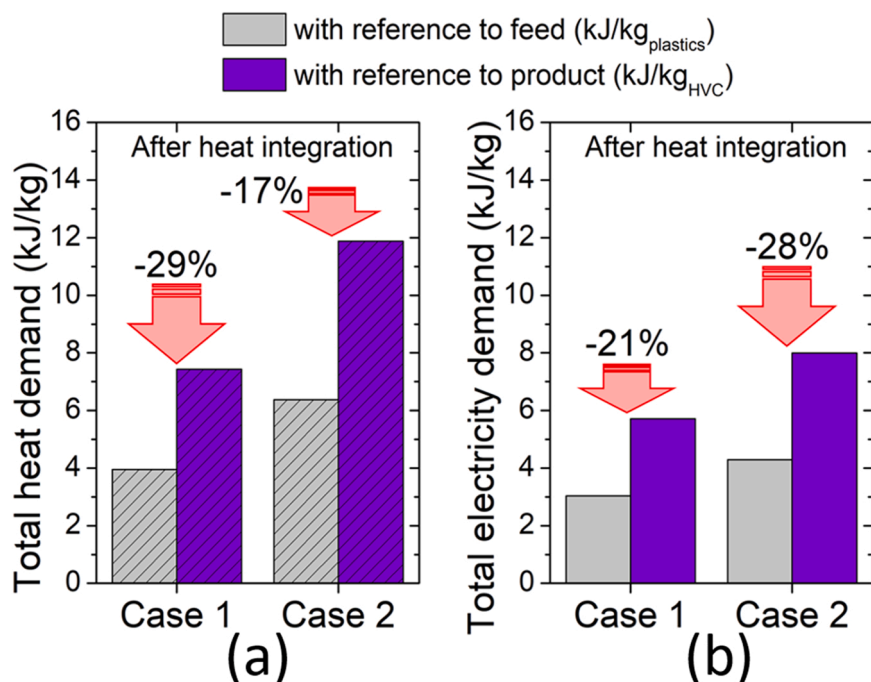 with reference to feed (kJ/kgplastics)
with reference to product (kJ/kgHVC)
Total heat demand (kJ/kg)
16
14
12
10
8
6
4
2
0
After heat integration
-29%
-17%
Case 1
Case 2
(a)
Total electricity demand (kJ/kg)
16
14
12
10
8
6
4
2
0
After heat integration
-21%
-28%
Case 1
Case 2
(b)